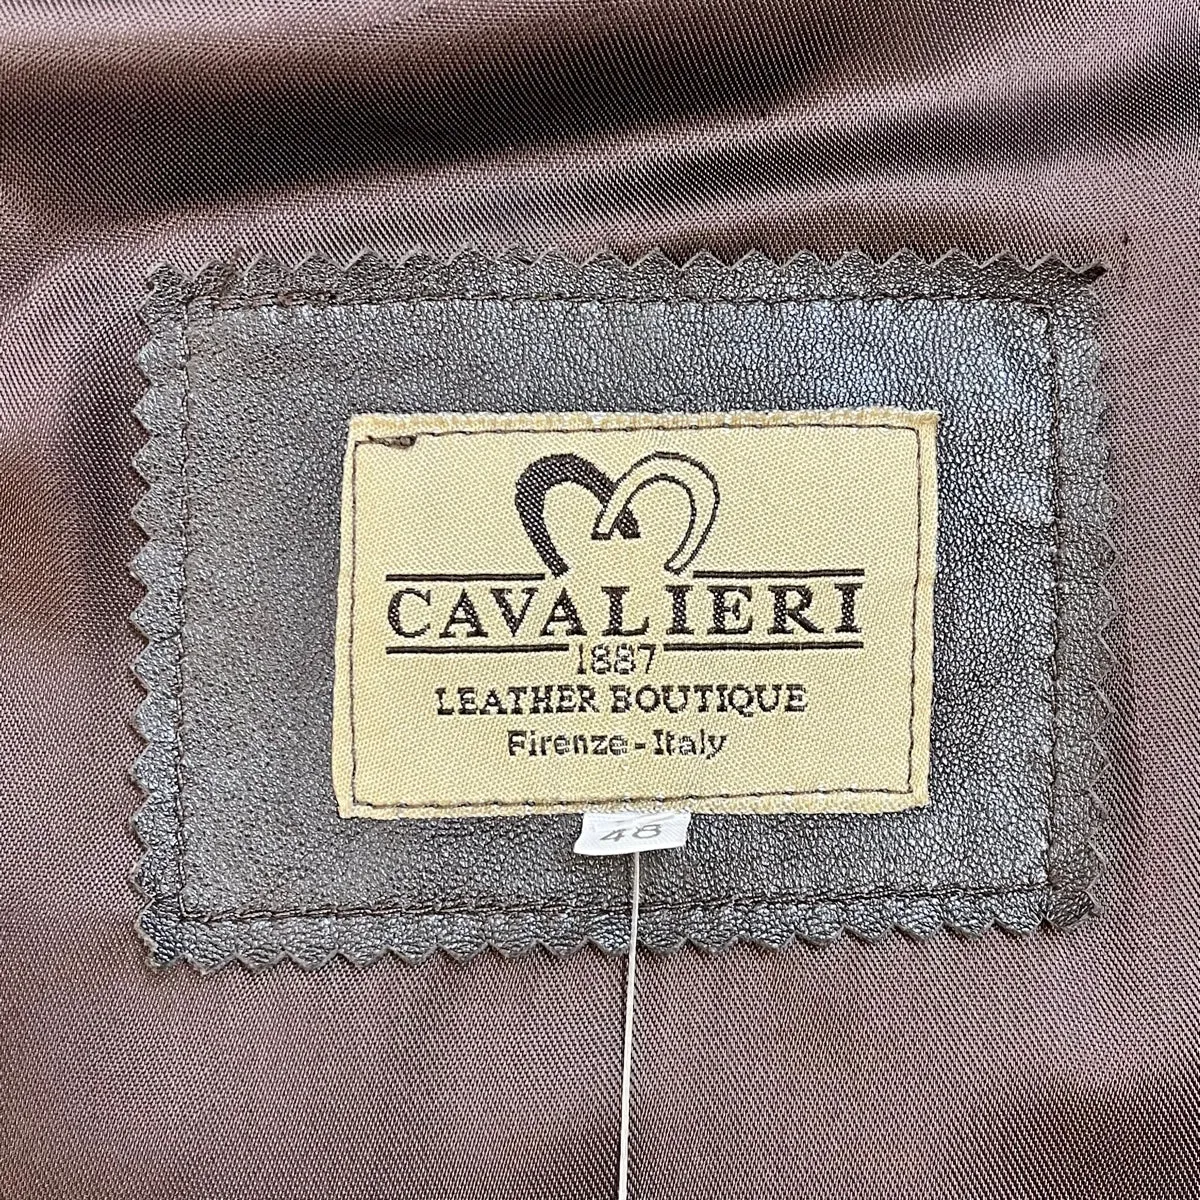 CAVALIERI
1887
LEATHER BOUTIQUE
Firenze - Italy
48